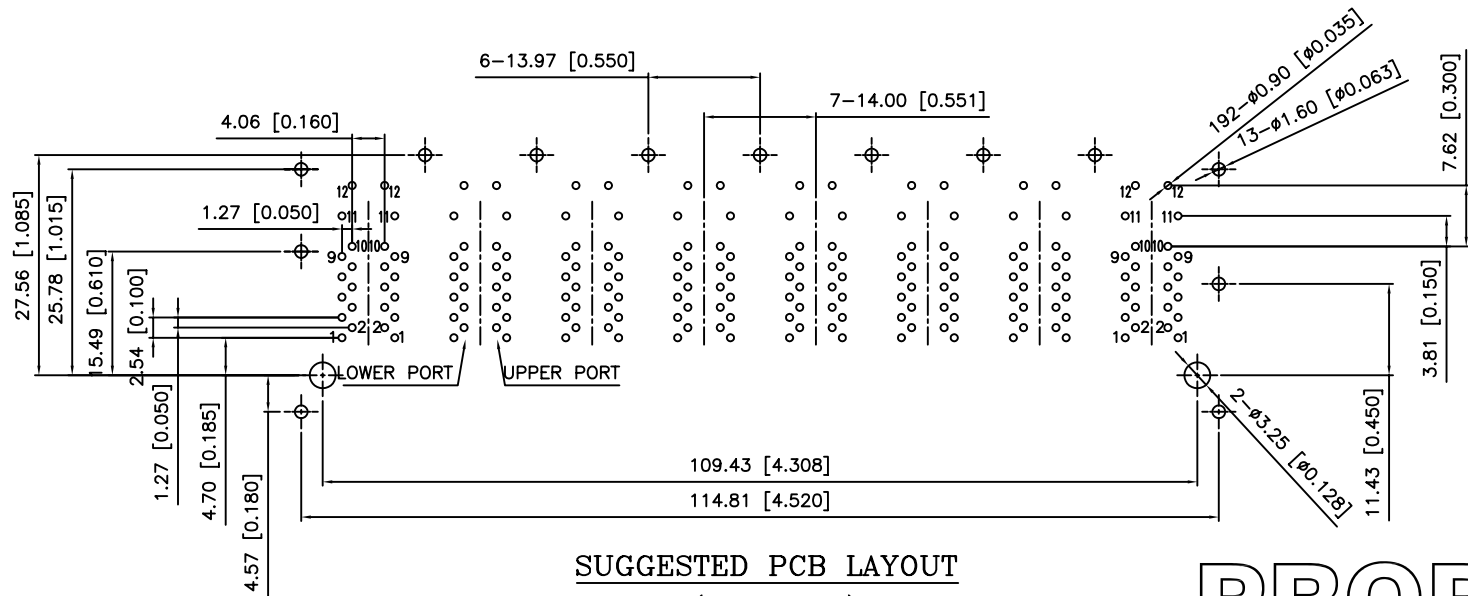 6-13.97 [0.550]
7-14.00 [0.551]
4.06 [0.160]
1.27 [0.050]
192-ø0.90 [ø0.035]
13-ø1.60 [ø0.063]
7.62 [0.300]
12 12 12 12
11 11 11 11
10 10 10 10
9 9 9 9
2 2 2 2
1 1 1 1
27.56 [1.085]
25.78 [1.015]
15.49 [0.610]
2.54 [0.100]
1.27 [0.050]
4.70 [0.185]
4.57 [0.180]
LOWER PORT
UPPER PORT
3.81 [0.150]
11.43 [0.450]
2-ø3.25 [ø0.128]
109.43 [4.308]
114.81 [4.520]
SUGGESTED PCB LAYOUT